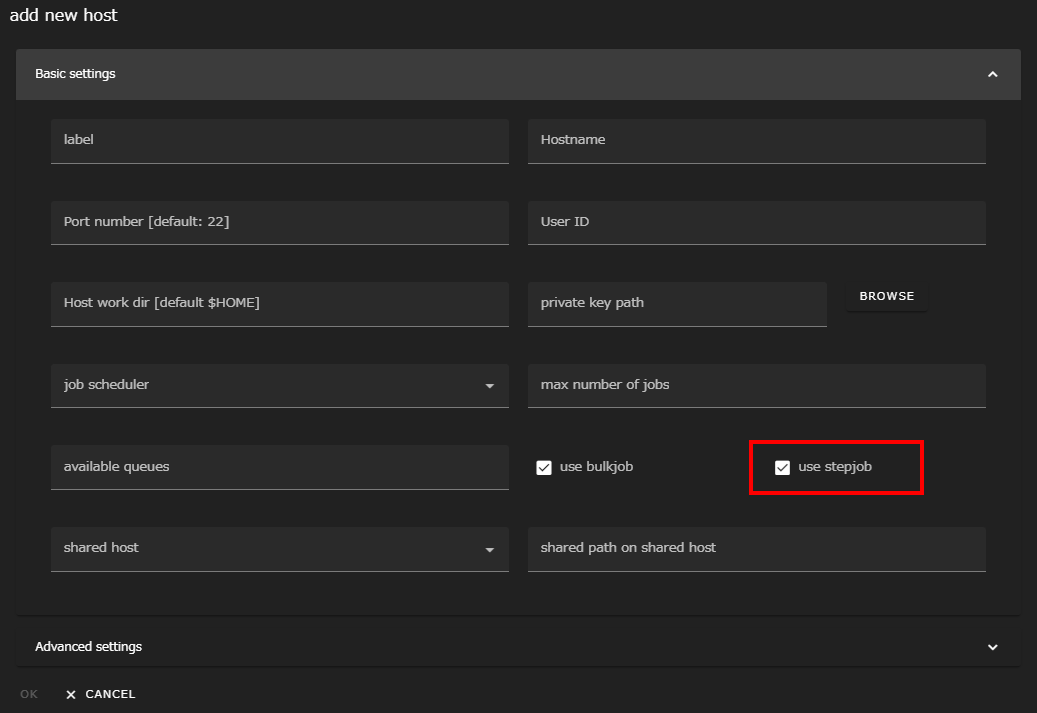 add new host
Basic settings
label
Hostname
Port number [default: 22]
User ID
Host work dir [default $HOME]
private key path
BROWSE
job scheduler
max number of jobs
available queues
use bulkjob
use stepjob
shared host
shared path on shared host
Advanced settings
OK
CANCEL